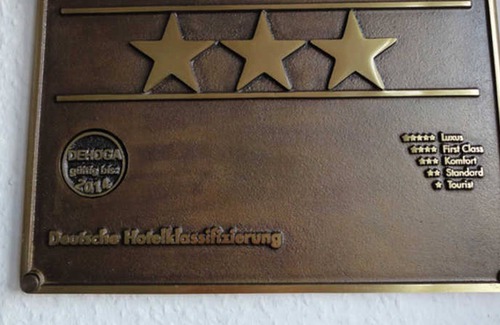 DEHOGA
gültig bis:
2014
Luxus
First Class
Komfort
Standard
Tourist
Deutsche Hotelklassifizierung